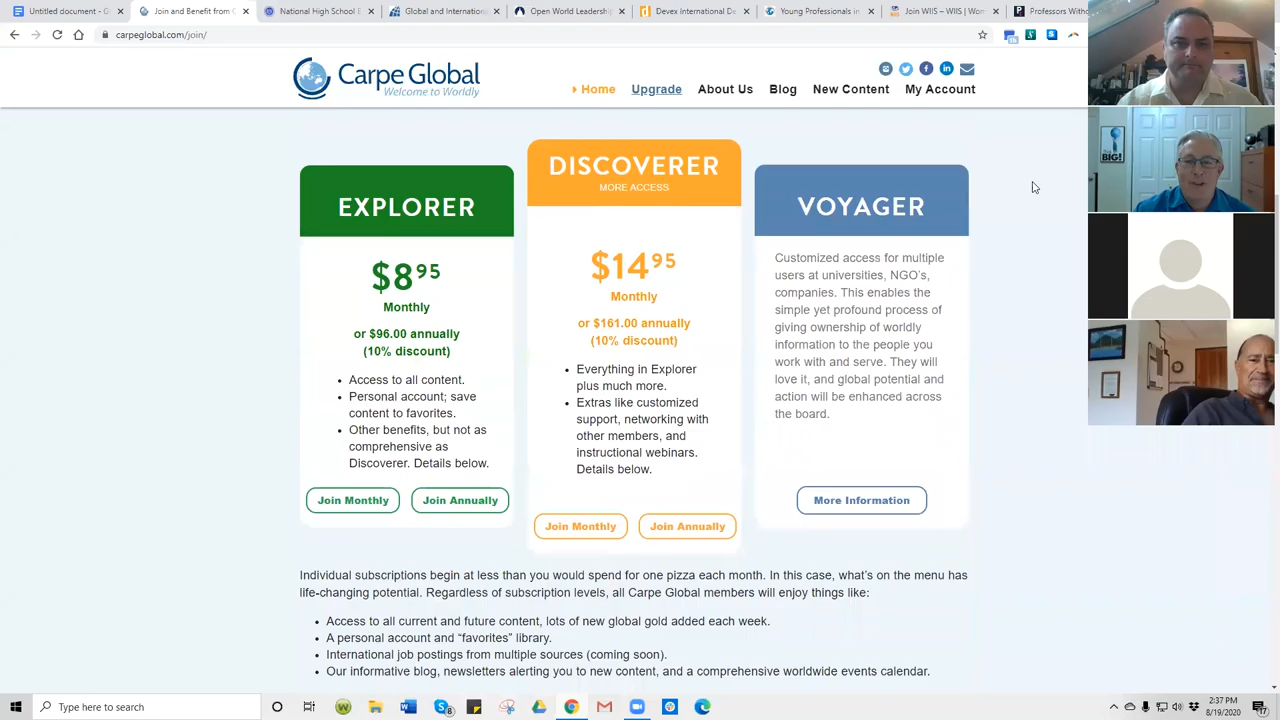 Untitled document - Go
Join and Benefit from C
National High School E
Global and Internationa
Open World Leadership
Devex international D
Young Professionals in
Join WIIS – WIIS | Wom
Professors Without
carpeglobal.com/join/
Carpe Global
Welcome to Worldly
Home Upgrade About Us Blog New Content My Account
EXPLORER
$8 95
Monthly
or $96.00 annually
(10% discount)
• Access to all content.
• Personal account; save
content to favorites.
• Other benefits, but not as
comprehensive as
Discoverer. Details below.
Join Monthly Join Annually
DISCOVERER
MORE ACCESS
$14 95
Monthly
or $161.00 annually
(10% discount)
• Everything in Explorer
plus much more.
• Extras like customized
support, networking with
other members, and
instructional webinars.
Details below.
Join Monthly Join Annually
VOYAGER
Customized access for multiple
users at universities, NGO's,
companies. This enables the
simple yet profound process of
giving ownership of worldly
information to the people you
work with and serve. They will
love it, and global potential and
action will be enhanced across
the board.
More Information
Individual subscriptions begin at less than you would spend for one pizza each month. In this case, what's on the menu has
life-changing potential. Regardless of subscription levels, all Carpe Global members will enjoy things like:
• Access to all current and future content, lots of new global gold added each week.
• A personal account and “favorites” library.
• International job postings from multiple sources (coming soon).
• Our informative blog, newsletters alerting you to new content, and a comprehensive worldwide events calendar.
BIG!
Type here to search
2:37 PM
8/19/2020
17